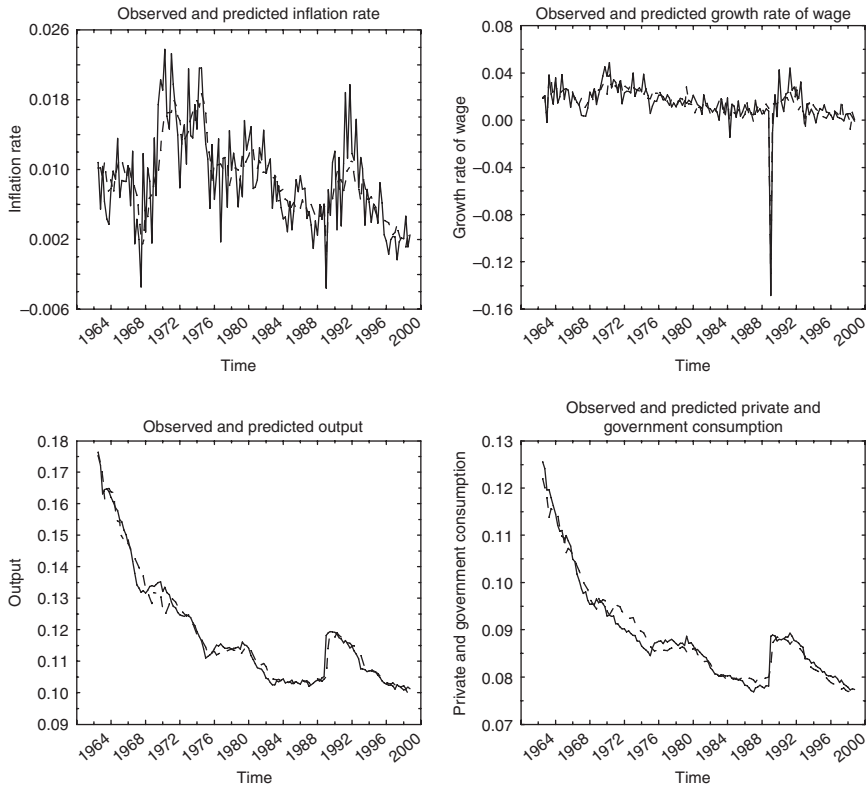 Observed and predicted inflation rate
0.026
0.018
0.010
0.002
−0.006
Inflation rate
1964 1968 1972 1976 1980 1984 1988 1992 1996 2000
Time
Observed and predicted growth rate of wage
0.08
0.04
0.00
−0.04
−0.08
−0.12
−0.16
Growth rate of wage
1964 1968 1972 1976 1980 1984 1988 1992 1996 2000
Time
Observed and predicted output
0.18
0.17
0.16
0.15
0.14
0.13
0.12
0.11
0.10
0.09
Output
1964 1968 1972 1976 1980 1984 1988 1992 1996 2000
Time
Observed and predicted private and
government consumption
0.13
0.12
0.11
0.10
0.09
0.08
0.07
Private and government consumption
1964 1968 1972 1976 1980 1984 1988 1992 1996 2000
Time